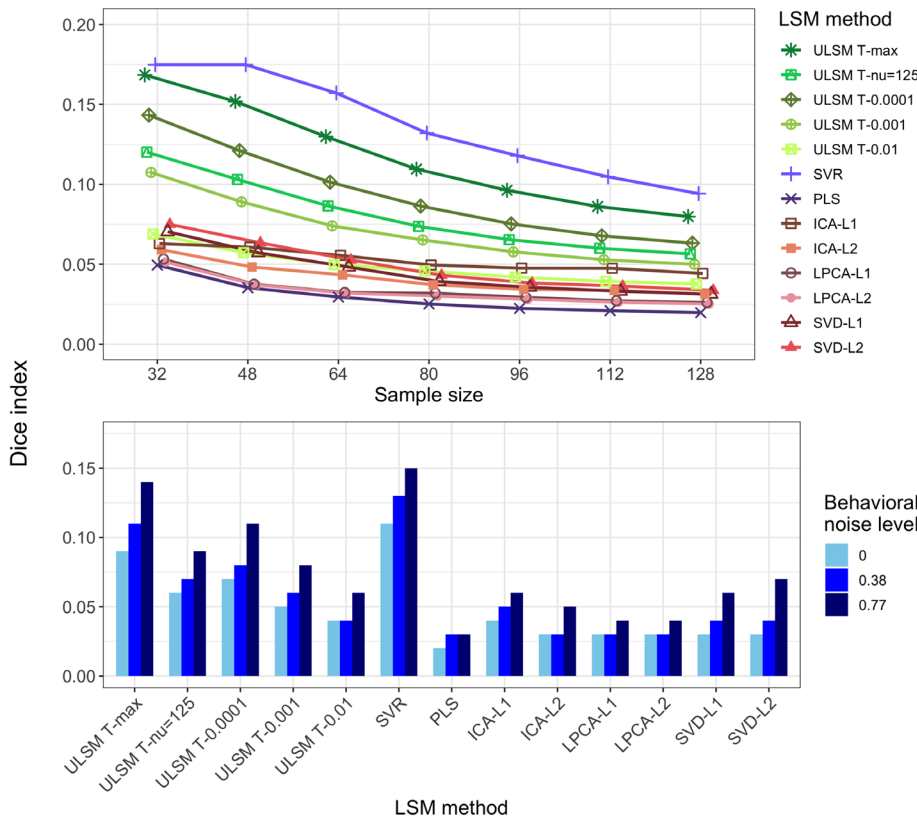 0.20
0.15
0.10
0.05
0.00
32 48 64 80 96 112 128
Sample size
LSM method
ULSM T-max
ULSM T-nu=125
ULSM T-0.0001
ULSM T-0.001
ULSM T-0.01
SVR
PLS
ICA-L1
ICA-L2
LPCA-L1
LPCA-L2
SVD-L1
SVD-L2
Dice index
0.15
0.10
0.05
0.00
ULSM T-max
ULSM T-nu=125
ULSM T-0.0001
ULSM T-0.001
ULSM T-0.01
SVR
PLS
ICA-L1
ICA-L2
LPCA-L1
LPCA-L2
SVD-L1
SVD-L2
LSM method
Behavioral
noise level
0
0.38
0.77